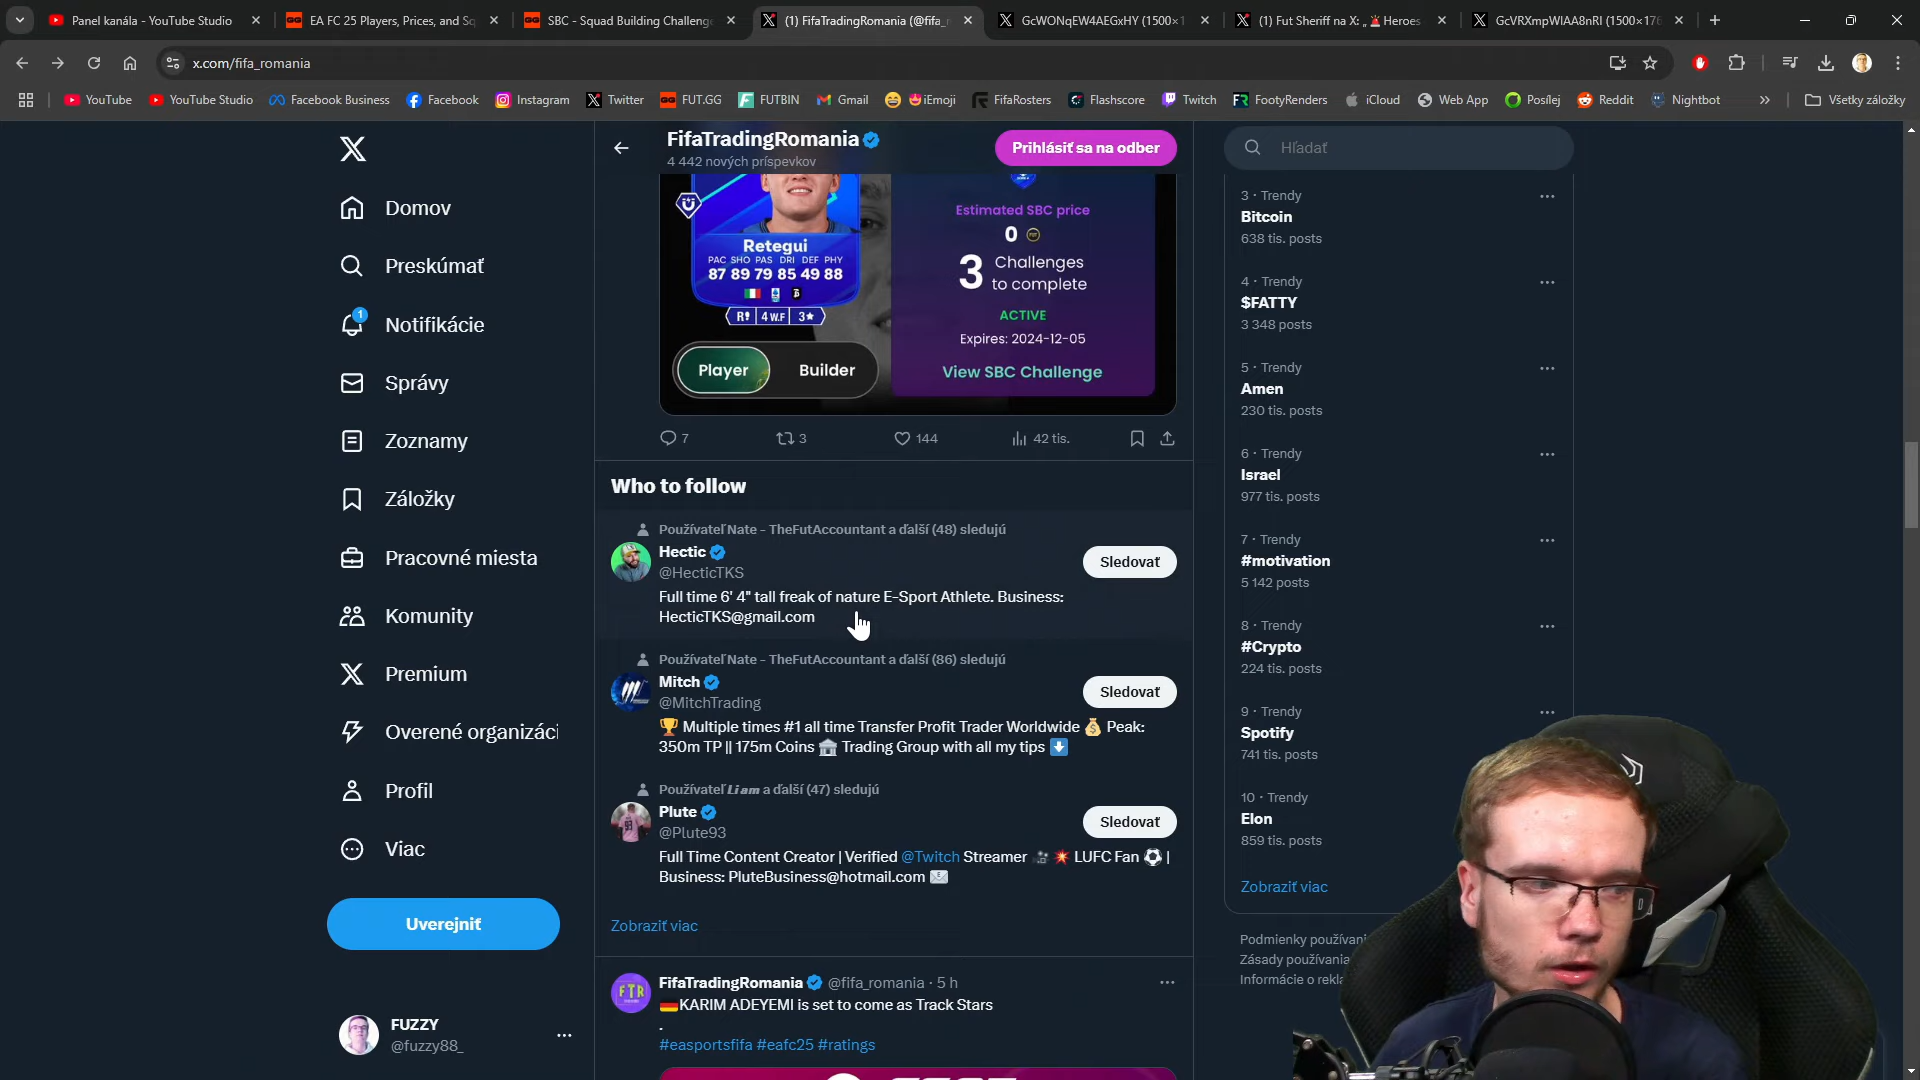 Panel kanála - YouTube Studio
EA FC 25 Players, Prices, and Sq
SBC - Squad Building Challenge
(1) FifaTradingRomania (@fifa_
GcWONqEW4AEGxHY (1500×1
(1) Fut Sheriff na X: „🚨Heroes
GcVRXmpWIAA8nRI (1500×176
x.com/fifa_romania
YouTube
YouTube Studio
Facebook Business
Facebook
Instagram
Twitter
FUT.GG
FUTBIN
Gmail
iEmoji
FifaRosters
Flashscore
Twitch
FootyRenders
iCloud
Web App
Posílej
Reddit
Nightbot
Všetky záložky
Domov
Preskúmať
1
Notifikácie
Správy
Zoznamy
Záložky
Pracovné miesta
Komunity
Premium
Overené organizáci
Profil
Viac
Uverejniť
FUZZY
@fuzzy88_
FifaTradingRomania
4 442 nových príspevkov
Prihlásiť sa na odber
Retegui
PAC SHO PAS DRI DEF PHY
87 89 79 85 49 88
4 W.F
3★
Player
Builder
Estimated SBC price
0
3 Challenges
to complete
ACTIVE
Expires: 2024-12-05
View SBC Challenge
7
3
144
42 tis.
Who to follow
Používateľ Nate - TheFutAccountant a ďalší (48) sledujú
Hectic
@HecticTKS
Sledovať
Full time 6' 4" tall freak of nature E-Sport Athlete. Business:
HecticTKS@gmail.com
Používateľ Nate - TheFutAccountant a ďalší (86) sledujú
Mitch
@MitchTrading
Sledovať
🏆 Multiple times #1 all time Transfer Profit Trader Worldwide 💰 Peak:
350m TP || 175m Coins 🏛️ Trading Group with all my tips ⬇️
Používateľ Liam a ďalší (47) sledujú
Plute
@Plute93
Sledovať
Full Time Content Creator | Verified @Twitch Streamer 🎥 💥 LUFC Fan ⚽ |
Business: PluteBusiness@hotmail.com ✉️
Zobraziť viac
FTR
FifaTradingRomania @fifa_romania · 5 h
🇩🇪KARIM ADEYEMI is set to come as Track Stars
.
#easportsfifa #eafc25 #ratings
Hľadať
3 · Trendy
Bitcoin
638 tis. posts
4 · Trendy
$FATTY
3 348 posts
5 · Trendy
Amen
230 tis. posts
6 · Trendy
Israel
977 tis. posts
7 · Trendy
#motivation
5 142 posts
8 · Trendy
#Crypto
224 tis. posts
9 · Trendy
Spotify
741 tis. posts
10 · Trendy
Elon
859 tis. posts
Zobraziť viac
Podmienky používani
Zásady používania
Informácie o rekla